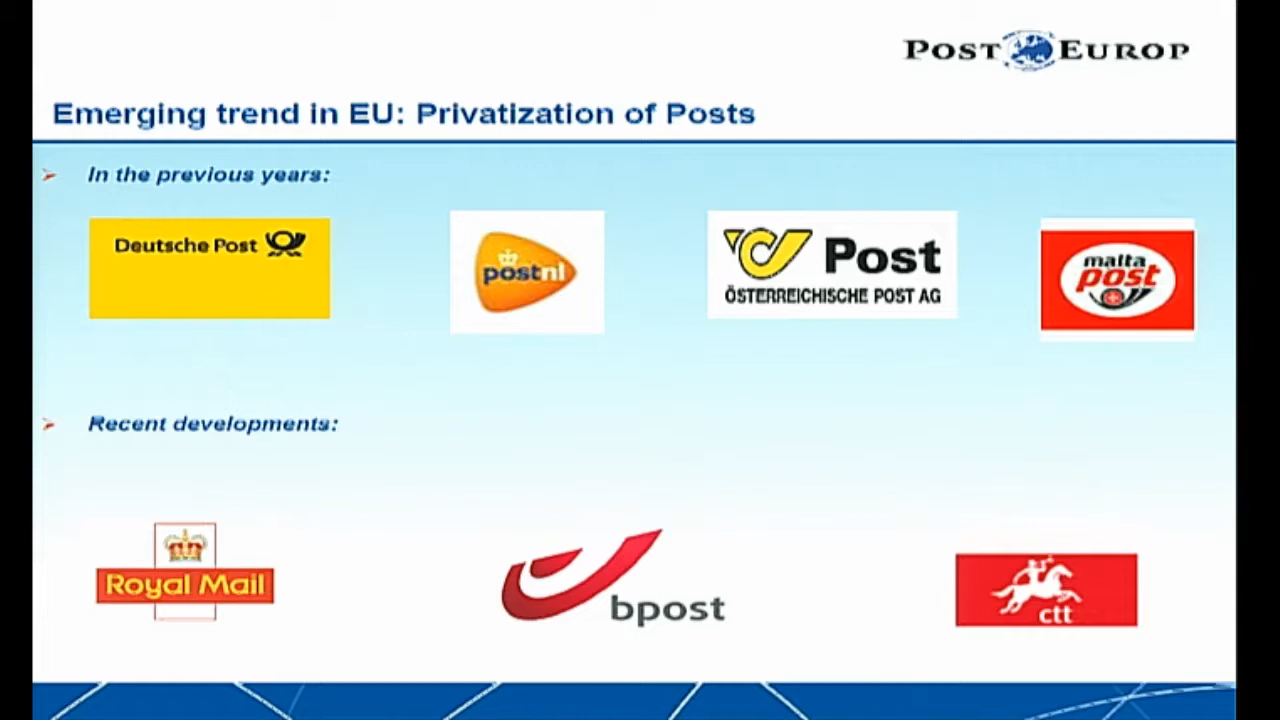 POST EUROP
Emerging trend in EU: Privatization of Posts
In the previous years:
Deutsche Post
postnl
Post
ÖSTERREICHISCHE POST AG
malta
post
Recent developments:
Royal Mail
bpost
ctt